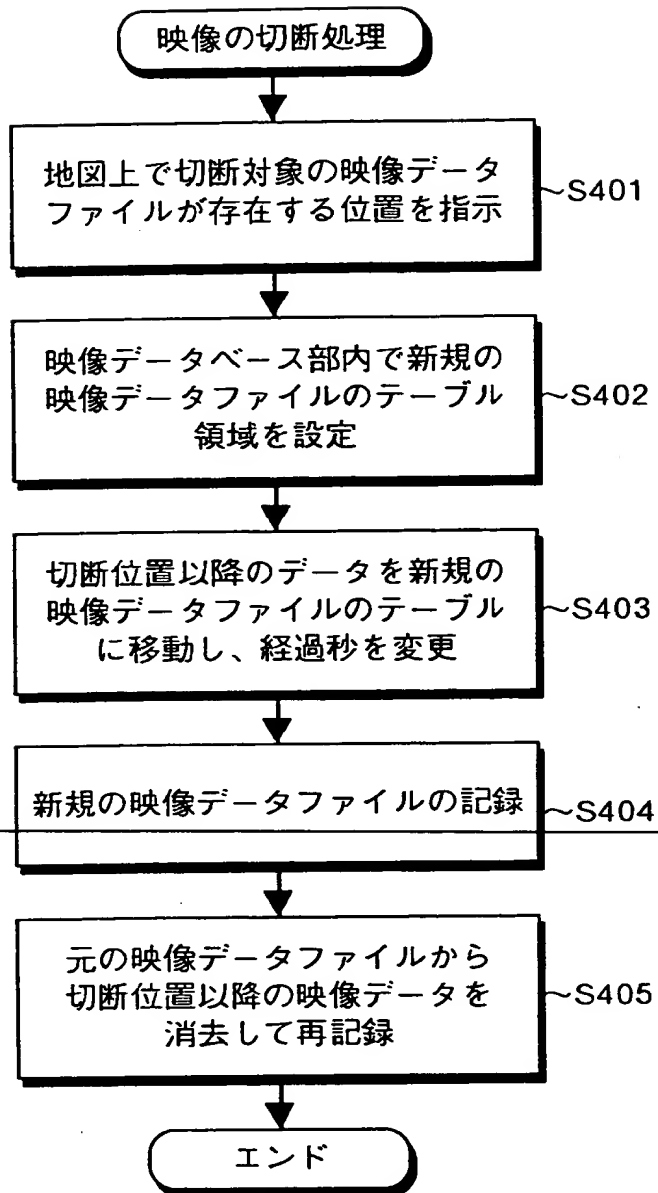 映像の切断処理
地図上で切断対象の映像データ
ファイルが存在する位置を指示
~S401
映像データベース部内で新規の
映像データファイルのテーブル
領域を設定
~S402
切断位置以降のデータを新規の
映像データファイルのテーブル
に移動し、経過秒を変更
~S403
新規の映像データファイルの記録
~S404
元の映像データファイルから
切断位置以降の映像データを
消去して再記録
~S405
エンド